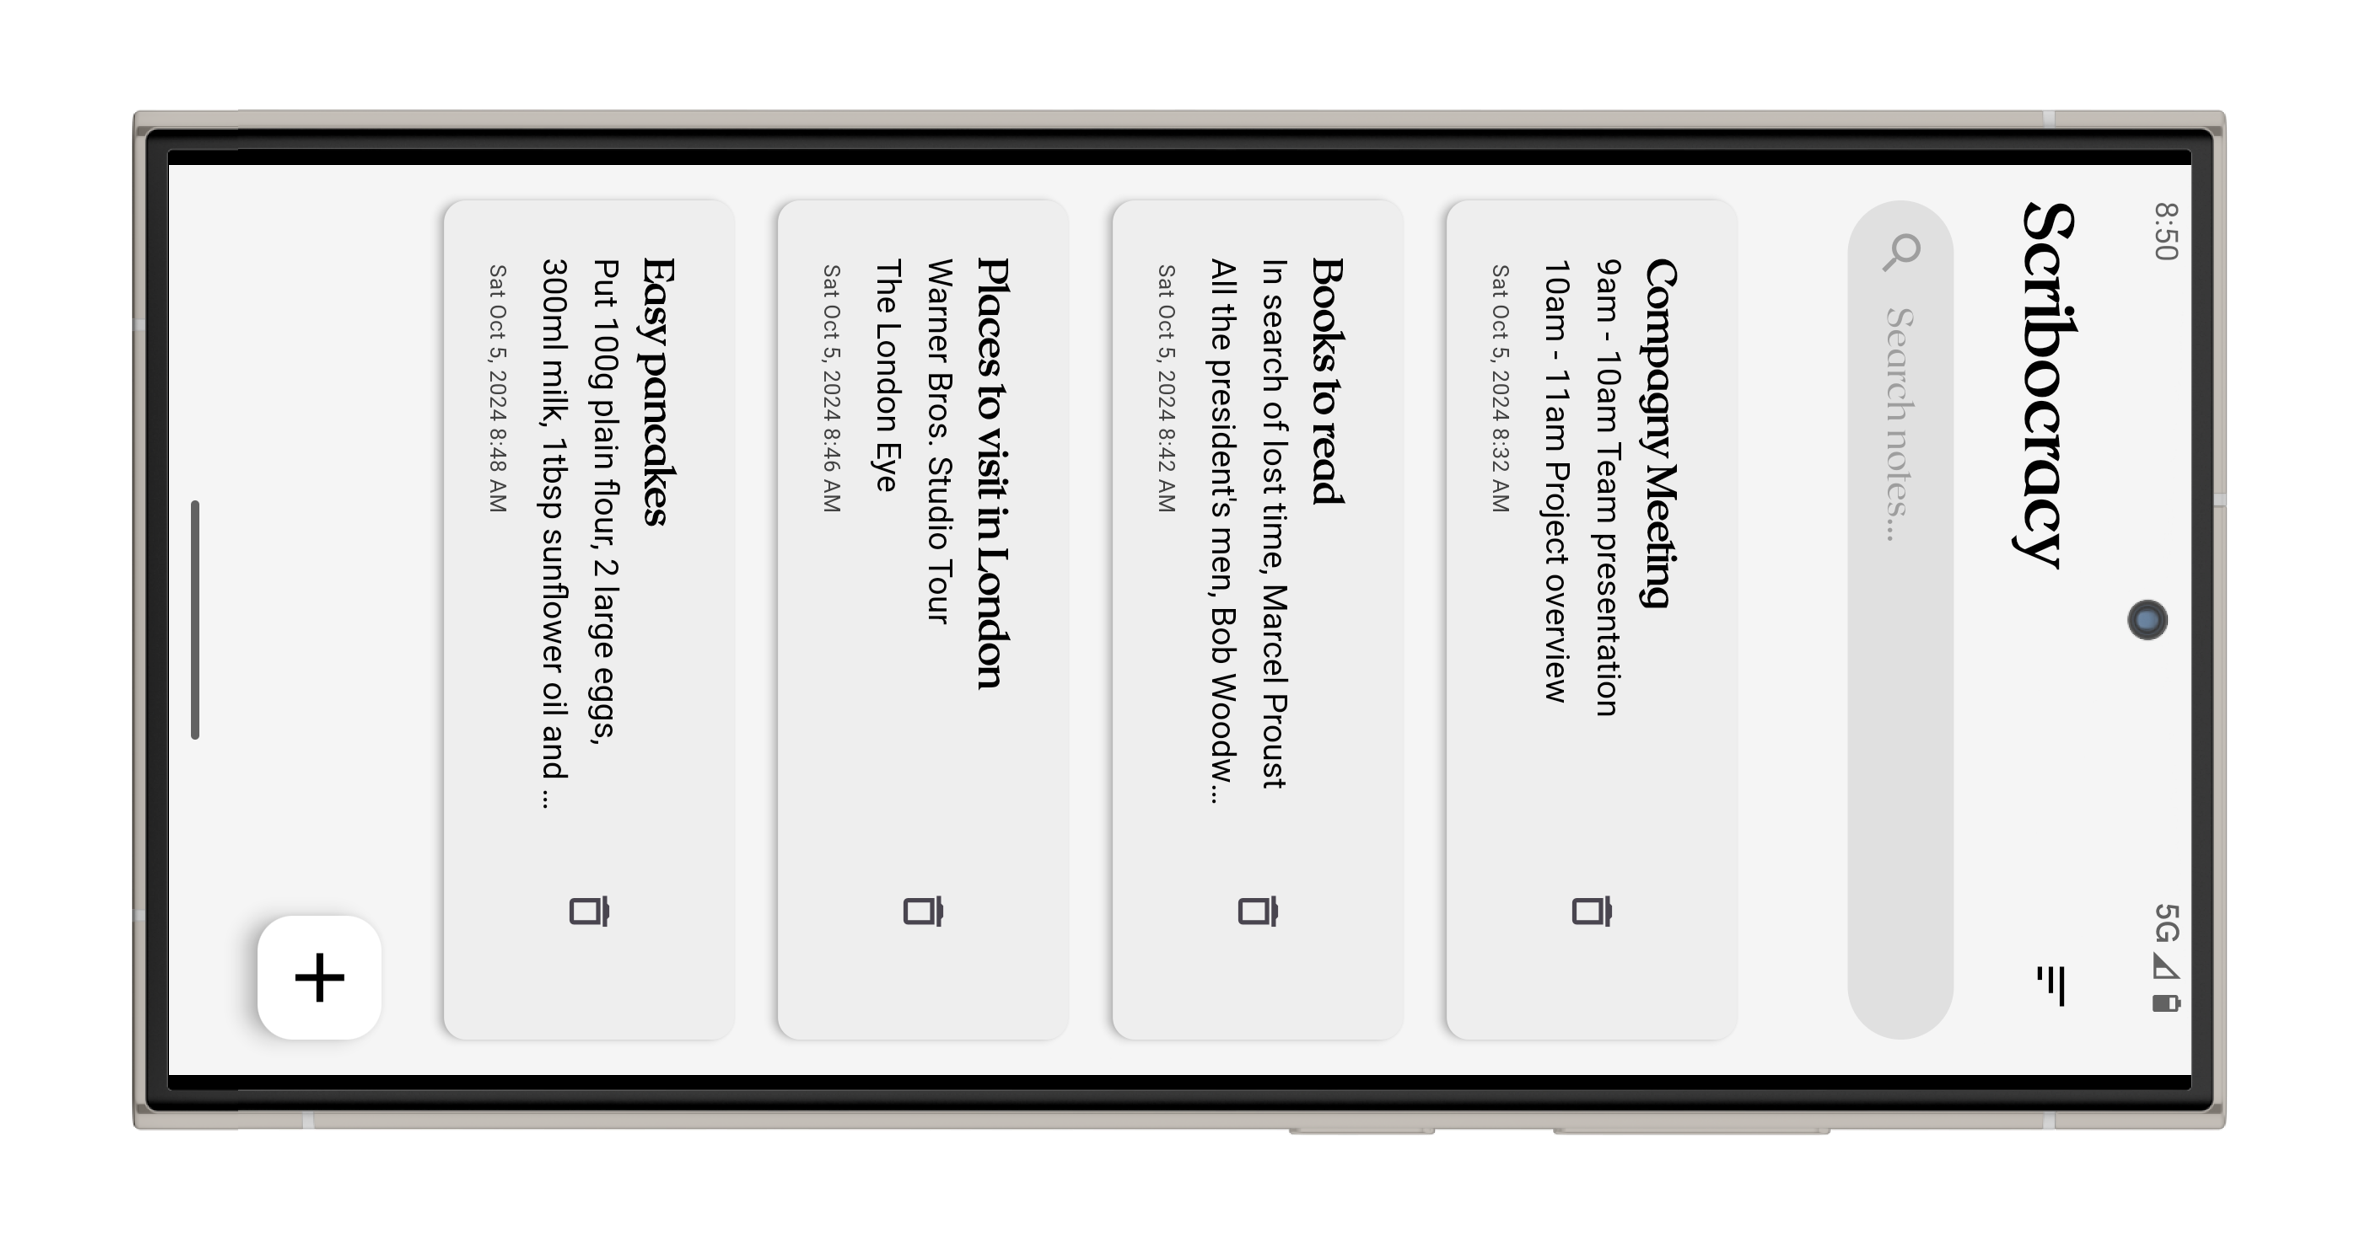 8:50
5G
Scribocracy
Search notes...
Compagny Meeting
9am - 10am Team presentation
10am - 11am Project overview
Sat Oct 5, 2024 8:32 AM
Books to read
In search of lost time, Marcel Proust
All the president's men, Bob Woodw...
Sat Oct 5, 2024 8:42 AM
Places to visit in London
Warner Bros. Studio Tour
The London Eye
Sat Oct 5, 2024 8:46 AM
Easy pancakes
Put 100g plain flour, 2 large eggs,
300ml milk, 1tbsp sunflower oil and ...
Sat Oct 5, 2024 8:48 AM